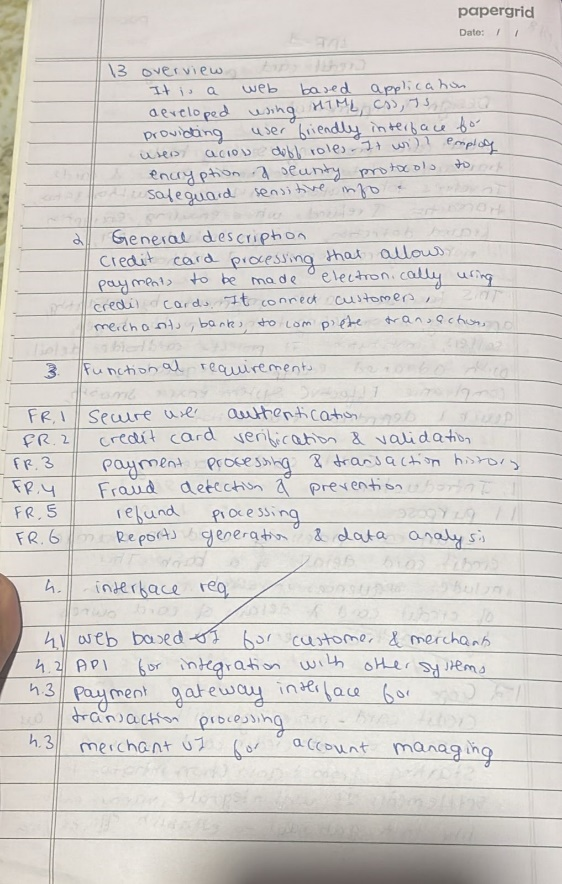 papergrid
Date: / /
13 overview
It is a web based application
developed using HTML, CSS, JS
providing user friendly interface for
users across diff roles. It will employ
encryption & security protocols to
safeguard sensitive info.
2 General description
Credit card processing that allows
payments to be made electronically using
credit cards. It connect customers,
merchants, banks, to complete transaction.
3. Functional requirements
FR.1 Secure use authentication
FR.2 credit card verification & validation
FR.3 payment processing & transaction history
FR.4 Fraud detection & prevention
FR.5 refund processing
FR.6 Reports generation & data analysis
4. interface req
4.1 web based UI for customer & merchants
4.2 API for integration with other systems
4.3 payment gateway interface for
transaction processing
4.3 merchant UI for account managing